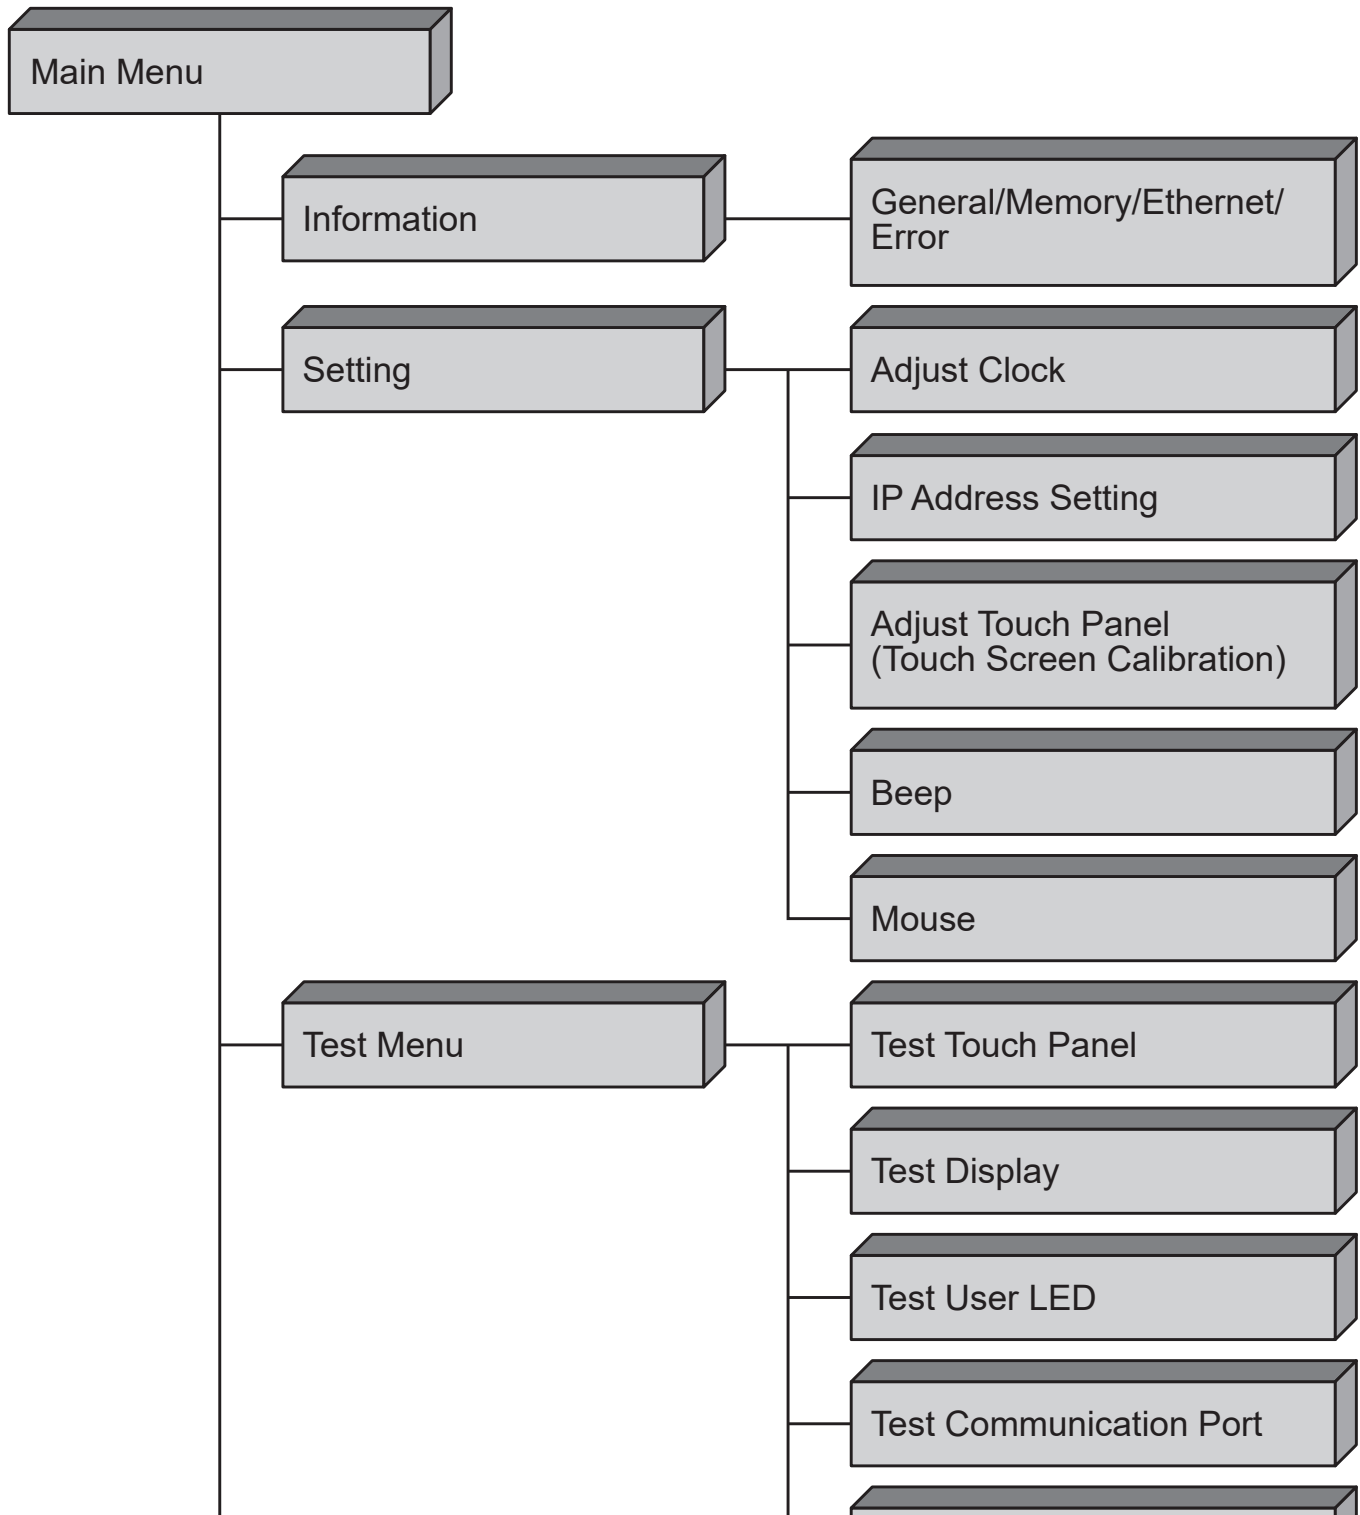 Main Menu
Information
General/Memory/Ethernet/
Error
Setting
Adjust Clock
IP Address Setting
Adjust Touch Panel
(Touch Screen Calibration)
Beep
Mouse
Test Menu
Test Touch Panel
Test Display
Test User LED
Test Communication Port